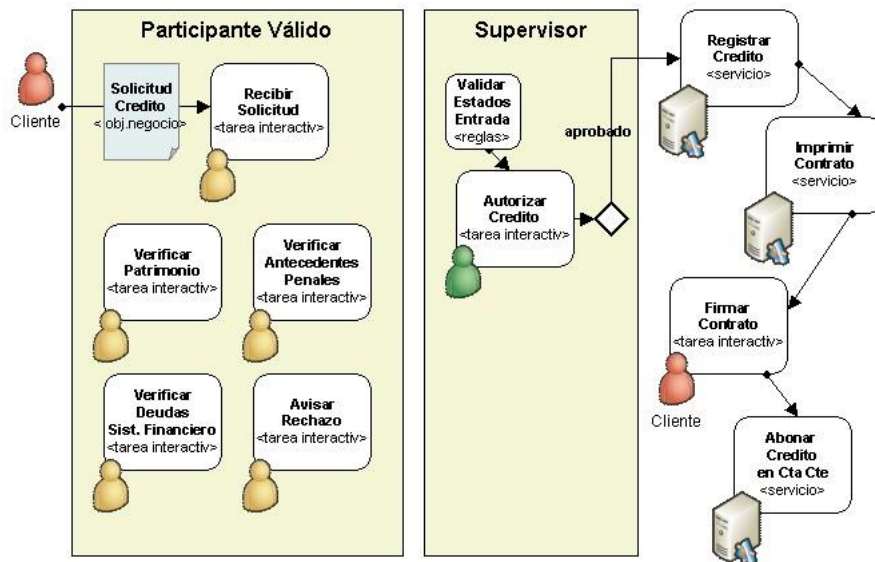 Participante Válido
Cliente
Solicitud
Credito
< obj.negocio>
Recibir
Solicitud
<tarea interactiv>
Verificar
Patrimonio
<tarea interactiv>
Verificar
Antecedentes
Penales
<tarea interactiv>
Verificar
Deudas
Sist. Financiero
<tarea interactiv>
Avisar
Rechazo
<tarea interactiv>
Supervisor
Validar
Estados
Entrada
<reglas>
Autorizar
Credito
<tarea interactiv>
aprobado
Registrar
Credito
<servicio>
Imprimir
Contrato
<servicio>
Firmar
Contrato
<tarea interactiv>
Cliente
Abonar
Credito
en Cta Cte
<servicio>